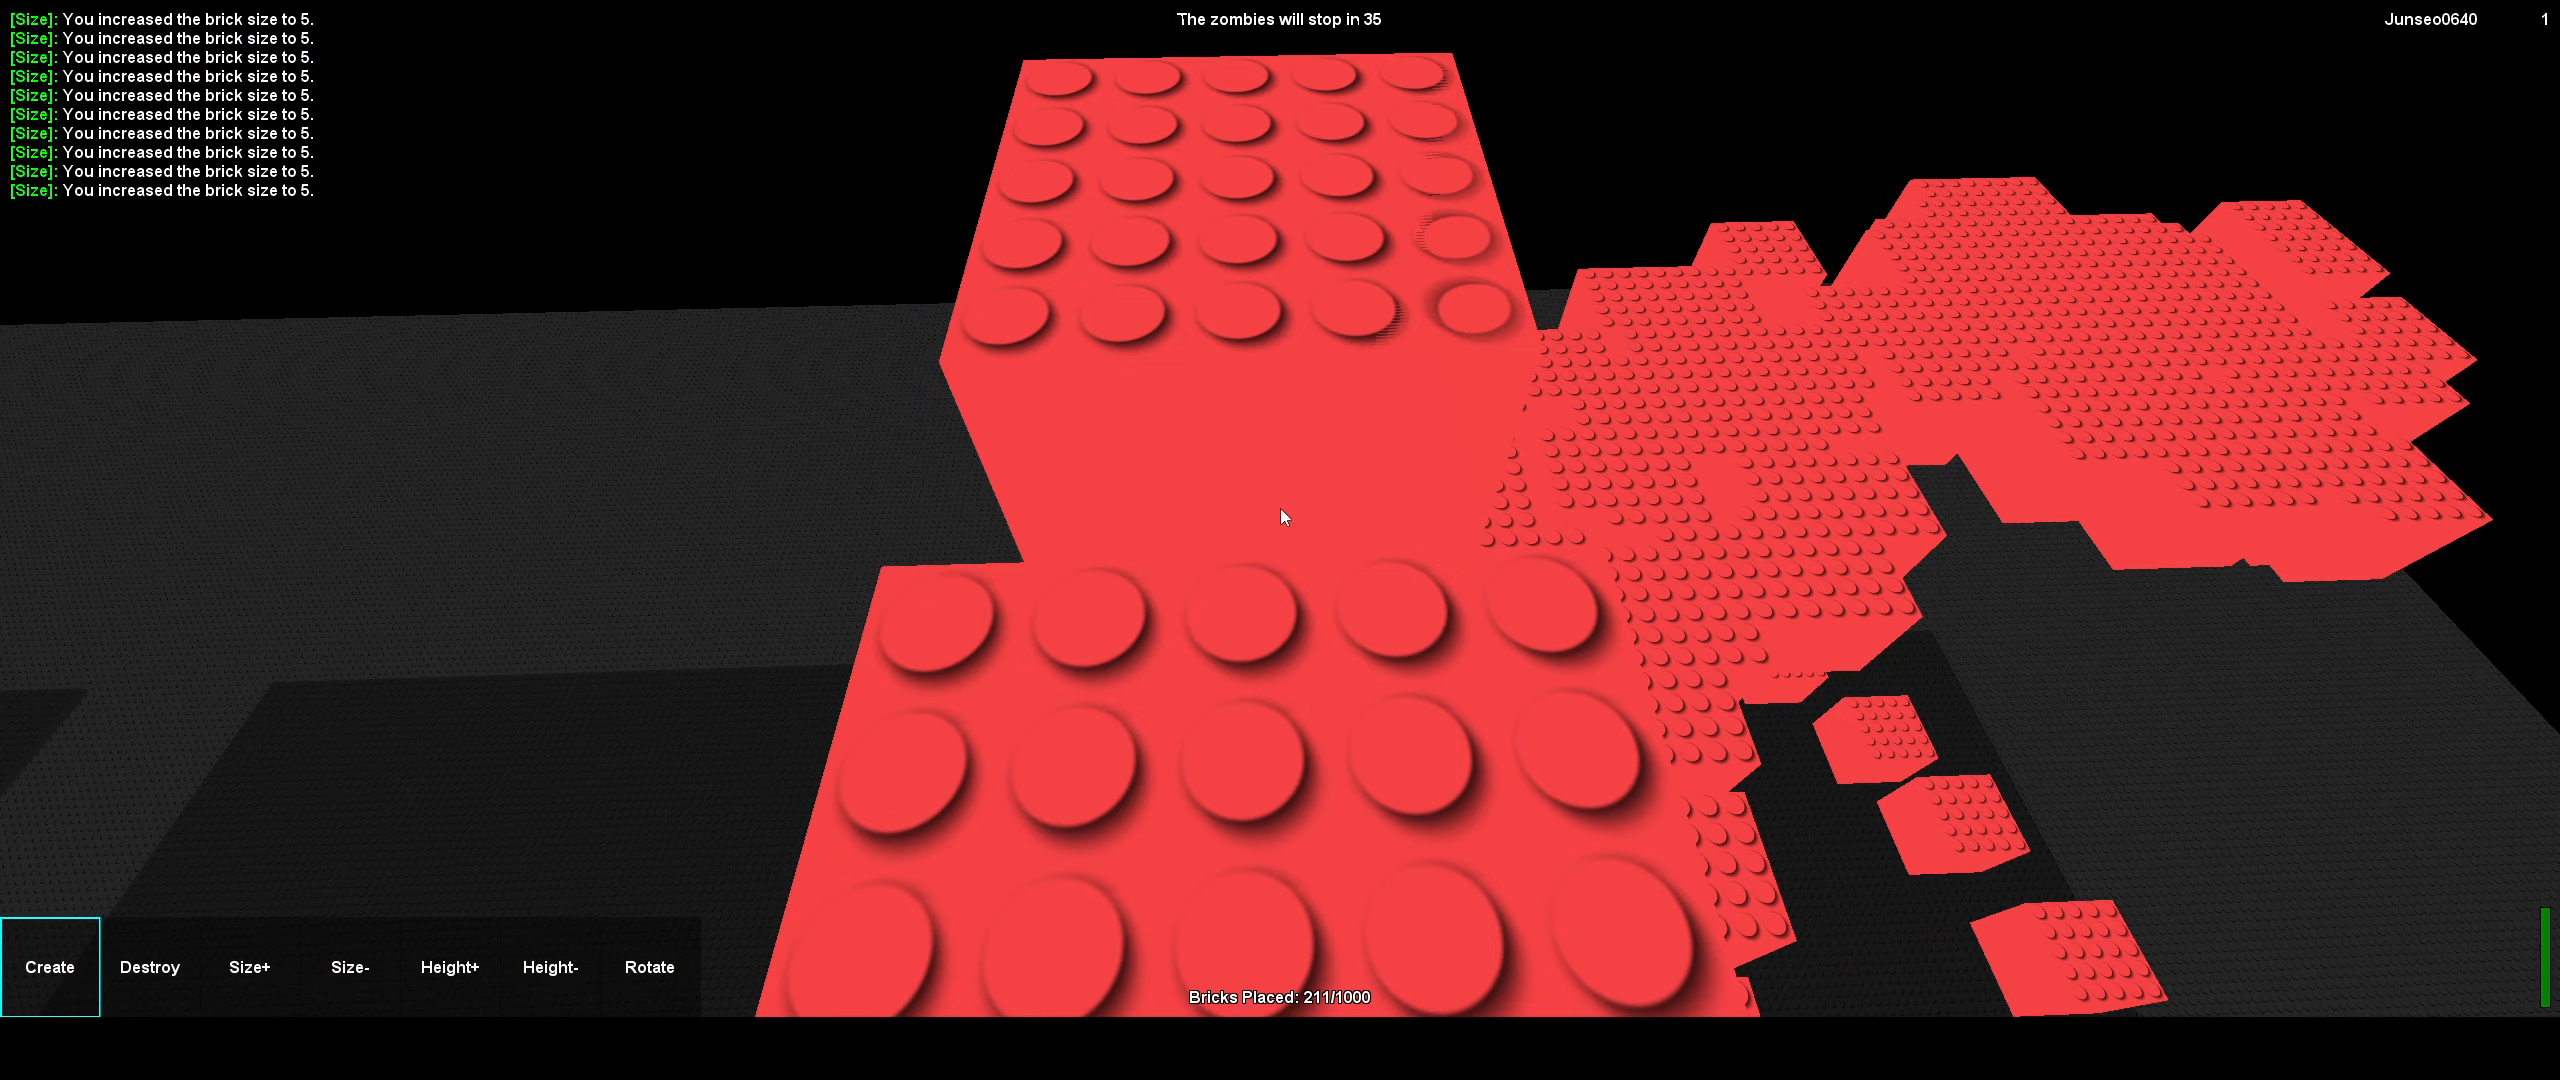 [Size]: You increased the brick size to 5.
[Size]: You increased the brick size to 5.
[Size]: You increased the brick size to 5.
[Size]: You increased the brick size to 5.
[Size]: You increased the brick size to 5.
[Size]: You increased the brick size to 5.
[Size]: You increased the brick size to 5.
[Size]: You increased the brick size to 5.
[Size]: You increased the brick size to 5.
[Size]: You increased the brick size to 5.
The zombies will stop in 35
Junseo0640 1
Create Destroy Size+ Size- Height+ Height- Rotate
Bricks Placed: 211/1000